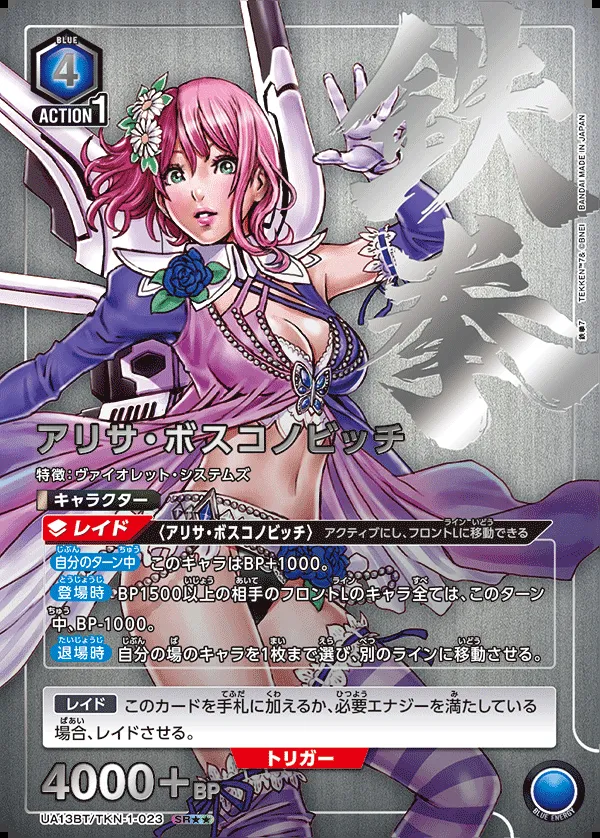 BLUE
4
ACTION1
鉄拳
鉄拳7 TEKKEN™7& ©BNEI BANDAI MADE IN JAPAN
アリサ・ボスコノビッチ
特徴:ヴァイオレット・システムズ
キャラクター
レイド 〈アリサ・ボスコノビッチ〉 アクティブにし、フロントLに移動できる
自分のターン中 このキャラはBP+1000。
登場時 BP1500以上の相手のフロントLのキャラ全ては、このターン
中、BP-1000。
退場時 自分の場のキャラを1枚まで選び、別のラインに移動させる。
レイド このカードを手札に加えるか、必要エナジーを満たしている
場合、レイドさせる。
トリガー
4000+BP
UA13BT/TKN-1-023 SR★★
BLUE ENERGY